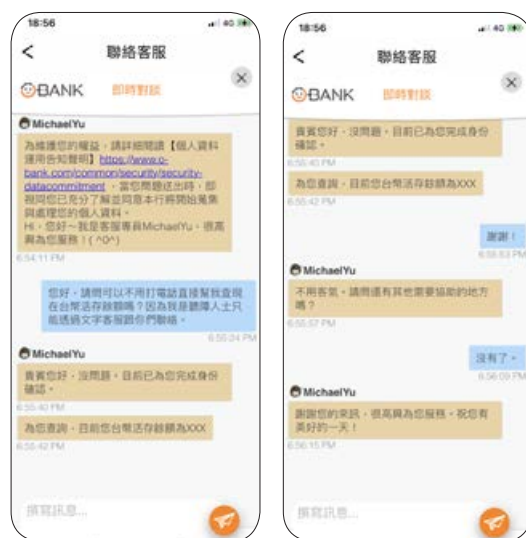 18:56
4G
聯絡客服
BANK 即時對談
MichaelYu
為維護您的權益，請詳細閱讀【個人資料
運用告知聲明】https://www.o-
bank.com/common/security/security-
datacommitment ，當您問題送出時，即
視同您已充分了解並同意本行將開始蒐集
與處理您的個人資料。
Hi，您好~我是客服專員MichaelYu，很高
興為您服務！( ^0^)
6:54:11 PM
您好，請問可以不用打電話直接幫我查現
在台幣活存餘額嗎？因為我是聽障人士只
能透過文字客服跟你們聯絡。
6:55:24 PM
MichaelYu
貴賓您好，沒問題，目前已為您完成身份
確認。
6:55:40 PM
為您查詢，目前您台幣活存餘額為XXX
6:55:42 PM
撰寫訊息...
18:56
4G
聯絡客服
BANK 即時對談
貴賓您好，沒問題，目前已為您完成身份
確認。
6:55:40 PM
為您查詢，目前您台幣活存餘額為XXX
6:55:42 PM
謝謝！
6:55:53 PM
MichaelYu
不用客氣，請問還有其他需要協助的地方
嗎？
6:55:57 PM
沒有了。
6:56:09 PM
MichaelYu
謝謝您的來訊，很高興為您服務，祝您有
美好的一天！
6:56:15 PM
撰寫訊息...